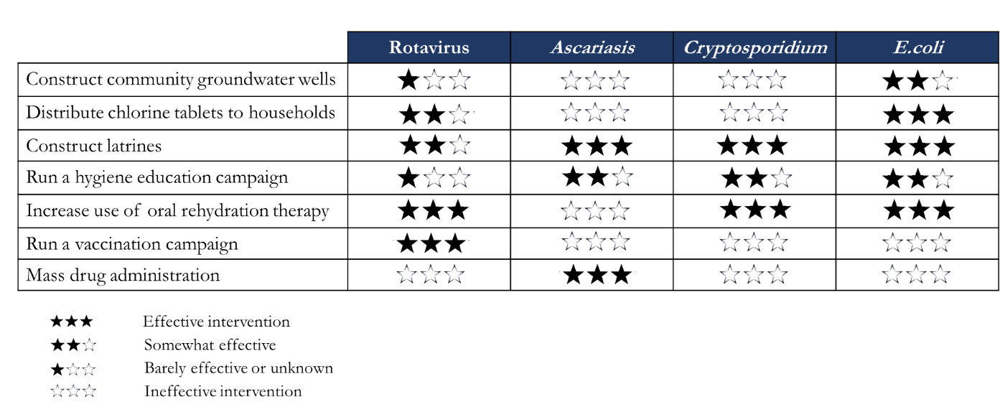 Rotavirus Ascariasis Cryptosporidium E.coli
Construct community groundwater wells ★☆☆ ☆☆☆ ☆☆☆ ★★☆
Distribute chlorine tablets to households ★★☆ ☆☆☆ ☆☆☆ ★★★
Construct latrines ★★☆ ★★★ ★★★ ★★★
Run a hygiene education campaign ★☆☆ ★★☆ ★★☆ ★★☆
Increase use of oral rehydration therapy ★★★ ☆☆☆ ★★★ ★★★
Run a vaccination campaign ★★★ ☆☆☆ ☆☆☆ ☆☆☆
Mass drug administration ☆☆☆ ★★★ ☆☆☆ ☆☆☆
★★★ Effective intervention
★★☆ Somewhat effective
★☆☆ Barely effective or unknown
☆☆☆ Ineffective intervention